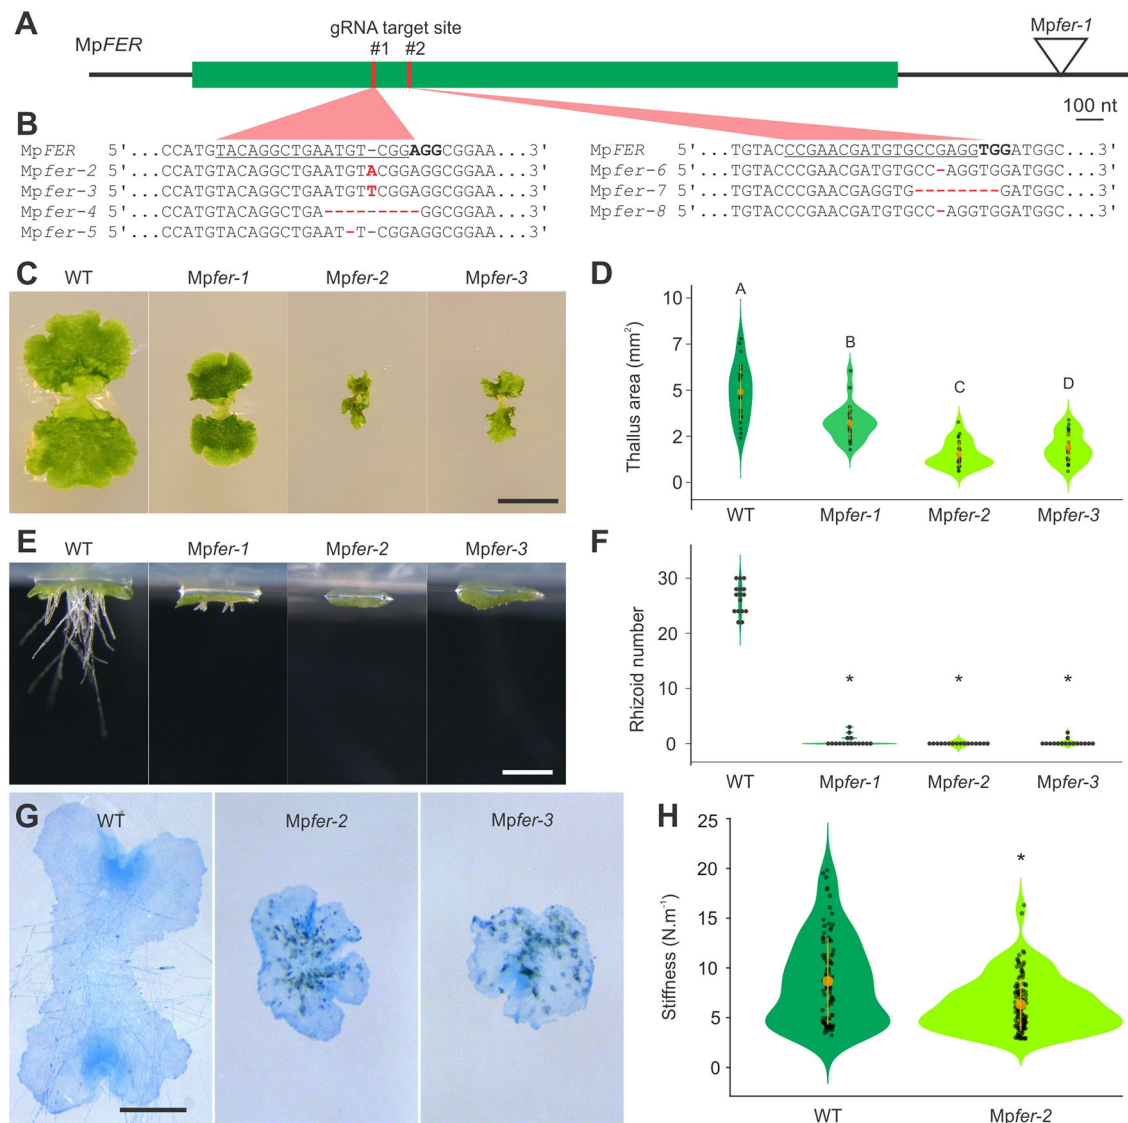 A
MpFER
gRNA target site
#1 #2
Mpfer-1
100 nt
B
MpFER 5'...CCATGTACAGGCTGAATGT-CGGAGGCGGAA...3'
Mpfer-2 5'...CCATGTACAGGCTGAATGTACGGAGGCGGAA...3'
Mpfer-3 5'...CCATGTACAGGCTGAATGTTCGGAGGCGGAA...3'
Mpfer-4 5'...CCATGTACAGGCTGA---------GGCGGAA...3'
Mpfer-5 5'...CCATGTACAGGCTGAAT-T-CGGAGGCGGAA...3'
MpFER 5'...TGTACCCGAACGATGTGCCGAGGTGGATGGC...3'
Mpfer-6 5'...TGTACCCGAACGATGTGCC-AGGTGGATGGC...3'
Mpfer-7 5'...TGTACCCGAACGAGGTG--------GATGGC...3'
Mpfer-8 5'...TGTACCCGAACGATGTGCC-AGGTGGATGGC...3'
C
WT Mpfer-1 Mpfer-2 Mpfer-3
D
Thallus area (mm²)
10
7
5
2
0
A
B
C
D
WT Mpfer-1 Mpfer-2 Mpfer-3
E
WT Mpfer-1 Mpfer-2 Mpfer-3
F
Rhizoid number
30
20
10
0
* * *
WT Mpfer-1 Mpfer-2 Mpfer-3
G
WT Mpfer-2 Mpfer-3
H
Stiffness (N.m⁻¹)
25
20
15
10
5
0
*
WT Mpfer-2